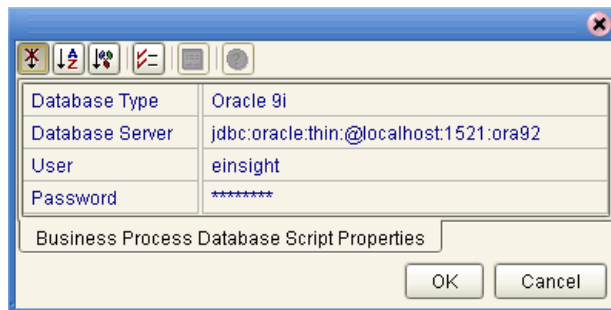 Database Type Oracle 9i
Database Server jdbc:oracle:thin:@localhost:1521:ora92
User einsight
Password ********
Business Process Database Script Properties
OK Cancel